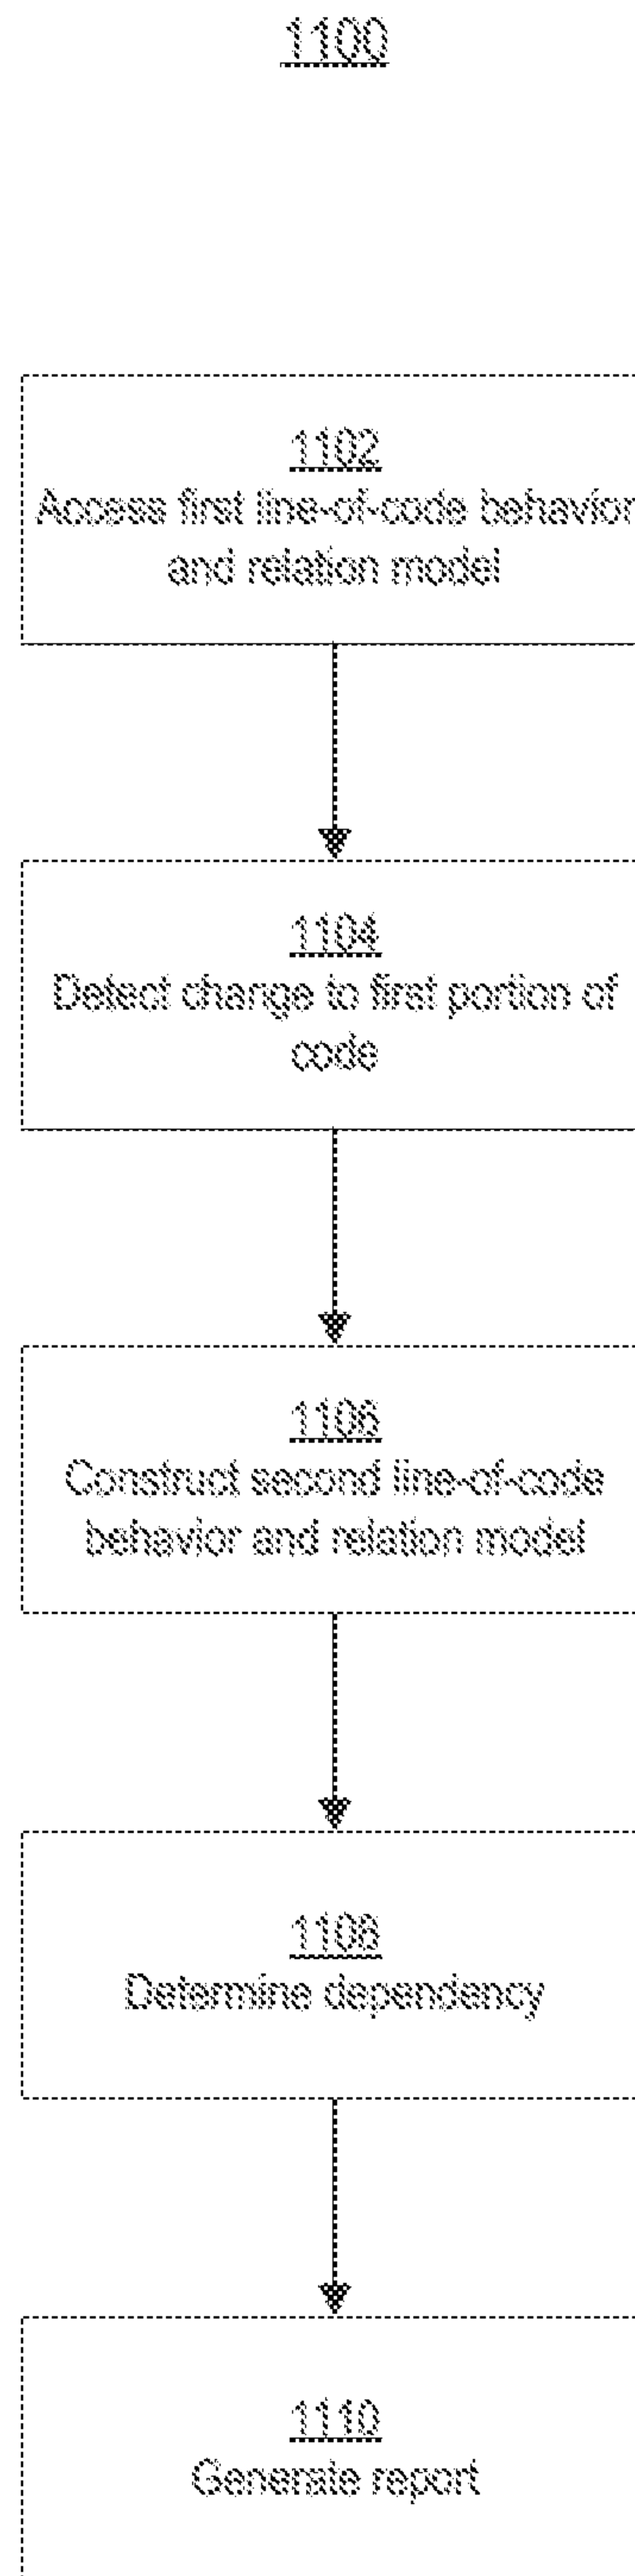 1100
1102
Access first line-of-code behavior
and relation model
1104
Detect change to first portion of
code
1106
Construct second line-of-code
behavior and relation model
1108
Determine dependency
1110
Generate report